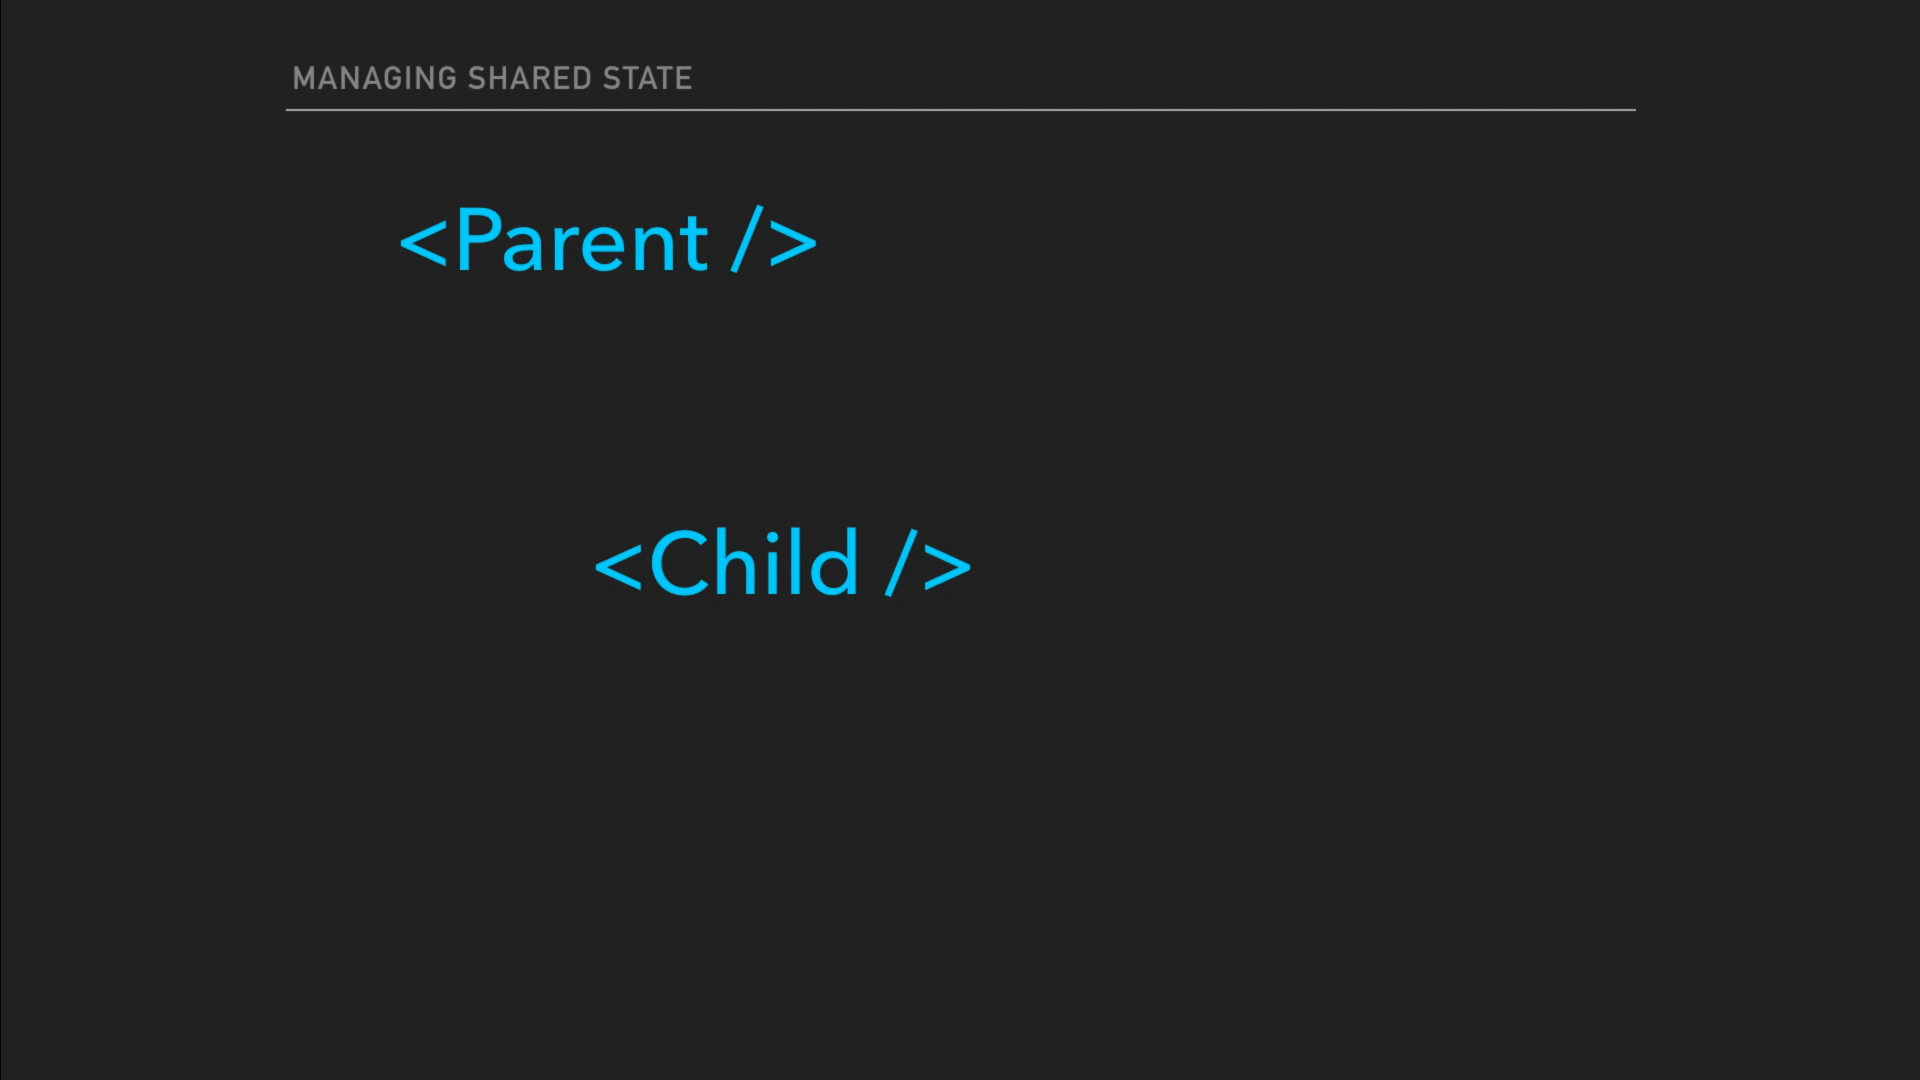 MANAGING SHARED STATE
<Parent />
<Child />